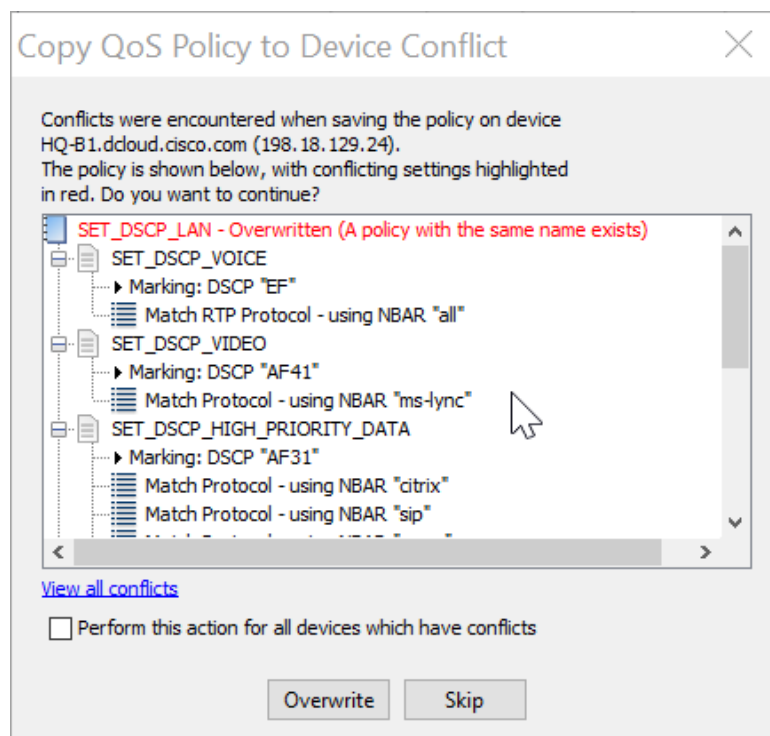 Copy QoS Policy to Device Conflict
Conflicts were encountered when saving the policy on device
HQ-B1.dcloud.cisco.com (198.18.129.24).
The policy is shown below, with conflicting settings highlighted
in red. Do you want to continue?
SET_DSCP_LAN - Overwritten (A policy with the same name exists)
SET_DSCP_VOICE
Marking: DSCP "EF"
Match RTP Protocol - using NBAR "all"
SET_DSCP_VIDEO
Marking: DSCP "AF41"
Match Protocol - using NBAR "ms-lync"
SET_DSCP_HIGH_PRIORITY_DATA
Marking: DSCP "AF31"
Match Protocol - using NBAR "citrix"
Match Protocol - using NBAR "sip"
View all conflicts
Perform this action for all devices which have conflicts
Overwrite
Skip